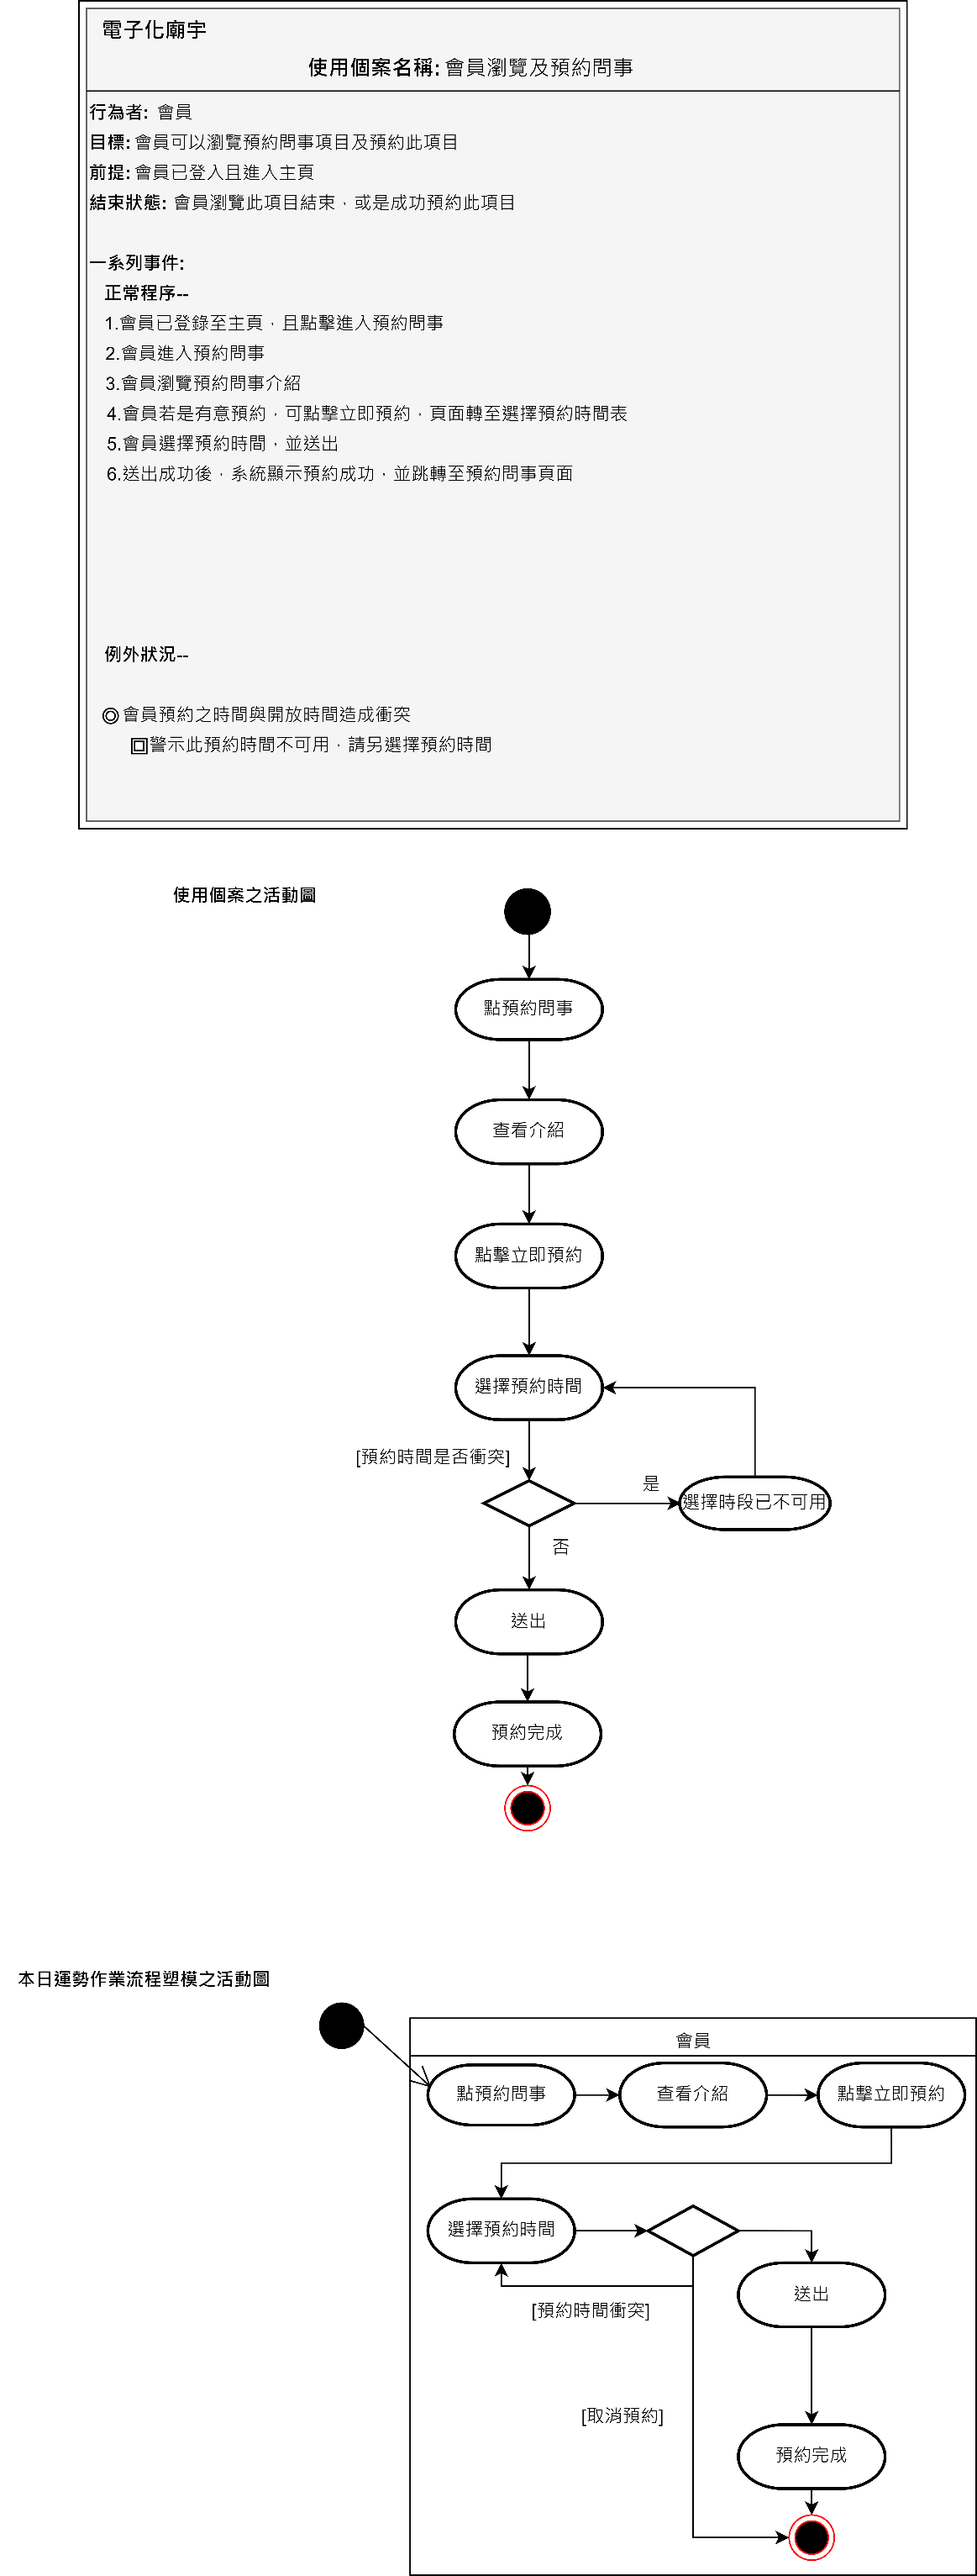 電子化廟宇
使用個案名稱: 會員瀏覽及預約問事
行為者: 會員
目標: 會員可以瀏覽預約問事項目及預約此項目
前提: 會員已登入且進入主頁
結束狀態: 會員瀏覽此項目結束，或是成功預約此項目
一系列事件:
正常程序--
1.會員已登錄至主頁，且點擊進入預約問事
2.會員進入預約問事
3.會員瀏覽預約問事介紹
4.會員若是有意預約，可點擊立即預約，頁面轉至選擇預約時間表
5.會員選擇預約時間，並送出
6.送出成功後，系統顯示預約成功，並跳轉至預約問事頁面
例外狀況--
◎會員預約之時間與開放時間造成衝突
回警示此預約時間不可用，請另選擇預約時間
使用個案之活動圖
點預約問事
查看介紹
點擊立即預約
選擇預約時間
[預約時間是否衝突]
是
選擇時段已不可用
否
送出
預約完成
本日運勢作業流程塑模之活動圖
會員
點預約問事
查看介紹
點擊立即預約
選擇預約時間
送出
[預約時間衝突]
[取消預約]
預約完成